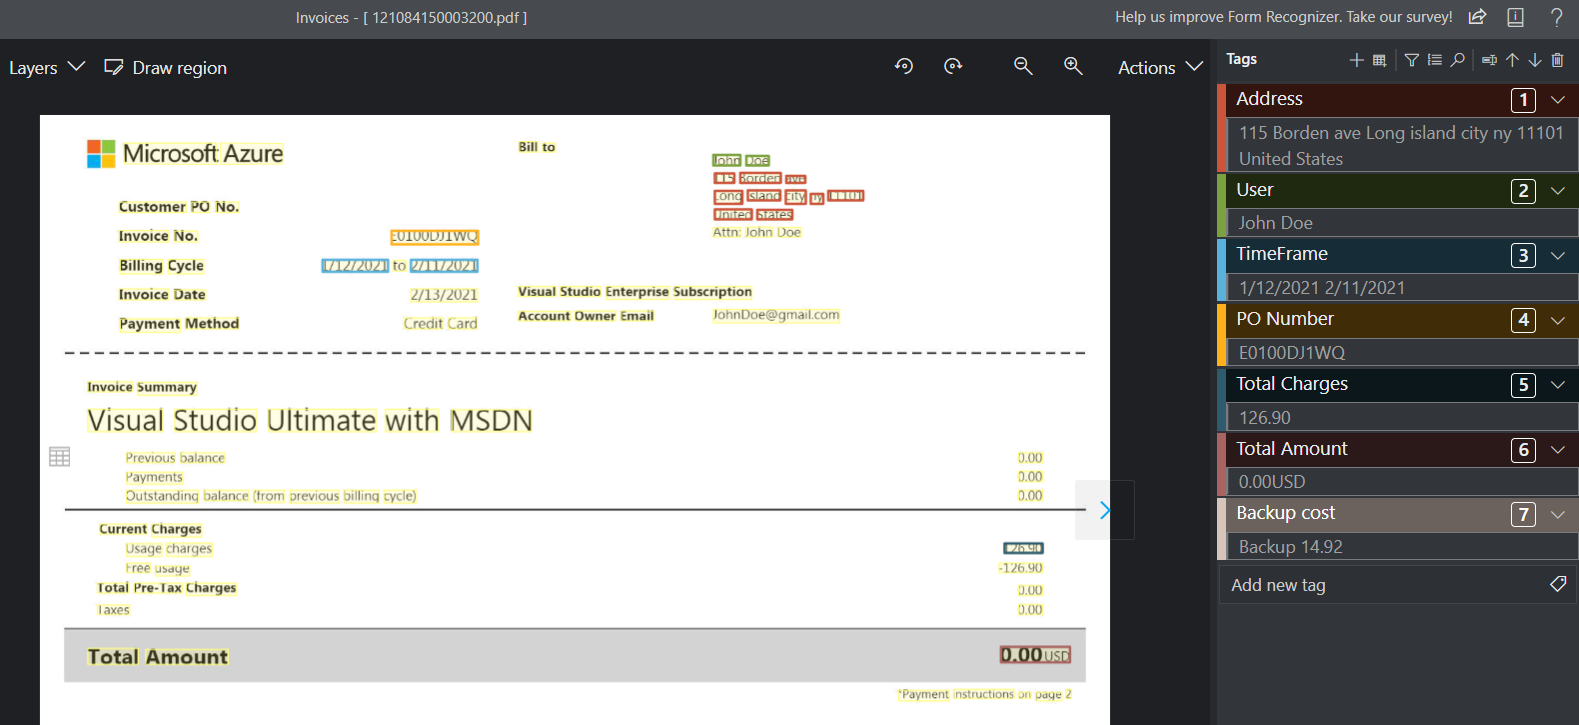 Invoices - [ 121084150003200.pdf ]
Help us improve Form Recognizer. Take our survey!
Layers
Draw region
Actions
Tags
Microsoft Azure
Bill to
John Doe
115 Borden ave
Long island city ny 11101
United States
Attn: John Doe
Customer PO No.
Invoice No. E0100DJ1WQ
Billing Cycle 1/12/2021 to 2/11/2021
Invoice Date 2/13/2021
Payment Method Credit Card
Visual Studio Enterprise Subscription
Account Owner Email JohnDoe@gmail.com
Invoice Summary
Visual Studio Ultimate with MSDN
Previous balance 0.00
Payments 0.00
Outstanding balance (from previous billing cycle) 0.00
Current Charges
Usage charges 126.90
Free usage -126.90
Total Pre-Tax Charges 0.00
Taxes 0.00
Total Amount 0.00 USD
*Payment instructions on page 2
Address 1
115 Borden ave Long island city ny 11101
United States
User 2
John Doe
TimeFrame 3
1/12/2021 2/11/2021
PO Number 4
E0100DJ1WQ
Total Charges 5
126.90
Total Amount 6
0.00USD
Backup cost 7
Backup 14.92
Add new tag